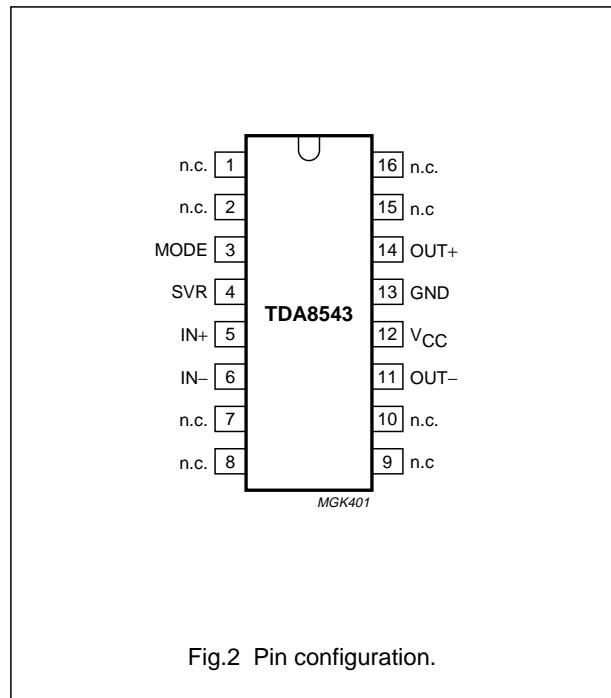 n.c. 1 16 n.c.
n.c. 2 15 n.c
MODE 3 14 OUT+
SVR 4 13 GND
TDA8543
IN+ 5 12 VCC
IN− 6 11 OUT−
n.c. 7 10 n.c.
n.c. 8 9 n.c
MGK401
Fig.2 Pin configuration.